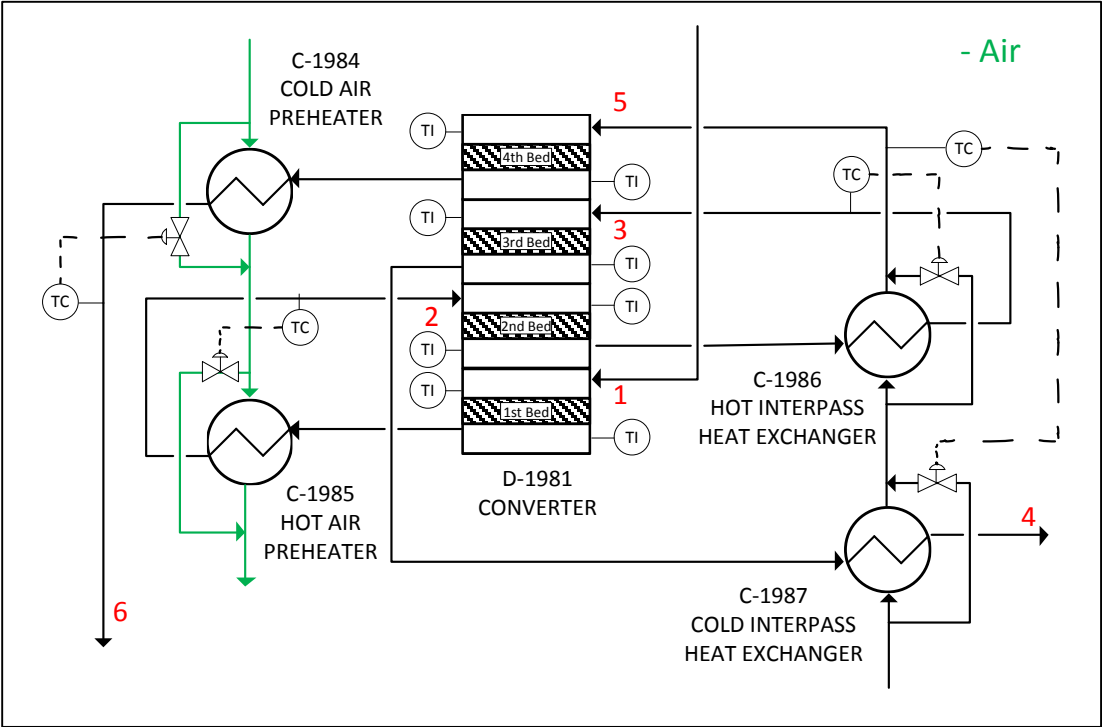 C-1984
COLD AIR
PREHEATER
- Air
5
TI
4th Bed
TI
TC
TC
TI
3rd Bed
3
TI
TC
TC
2
TI
2nd Bed
TI
TI
1
1st Bed
TI
C-1986
HOT INTERPASS
HEAT EXCHANGER
D-1981
CONVERTER
C-1985
HOT AIR
PREHEATER
4
6
C-1987
COLD INTERPASS
HEAT EXCHANGER